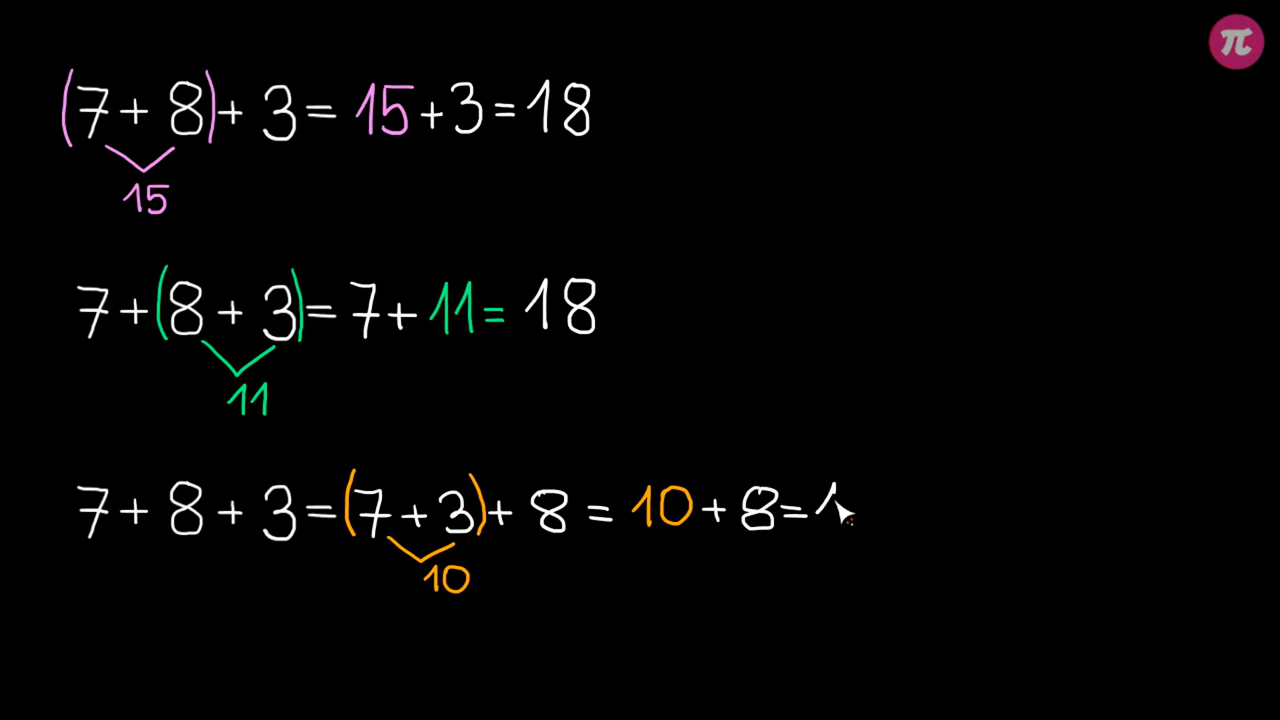 π
(7 + 8) + 3 = 15 + 3 = 18
15
7 + (8 + 3) = 7 + 11 = 18
11
7 + 8 + 3 = (7 + 3) + 8 = 10 + 8 =
10